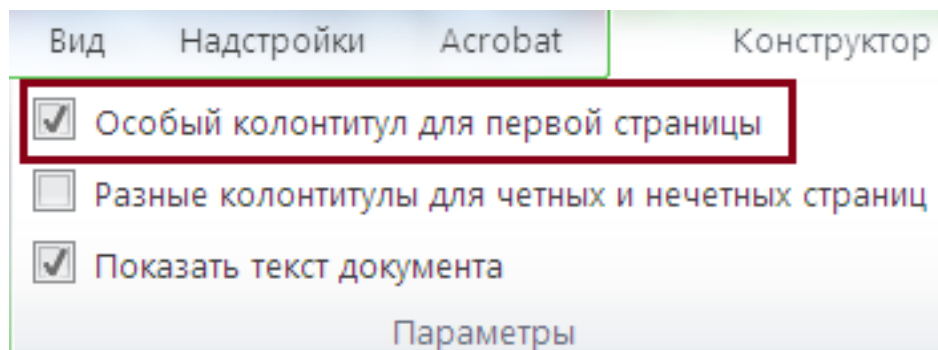 Вид Надстройки Acrobat Конструктор
Особый колонтитул для первой страницы
Разные колонтитулы для четных и нечетных страниц
Показать текст документа
Параметры